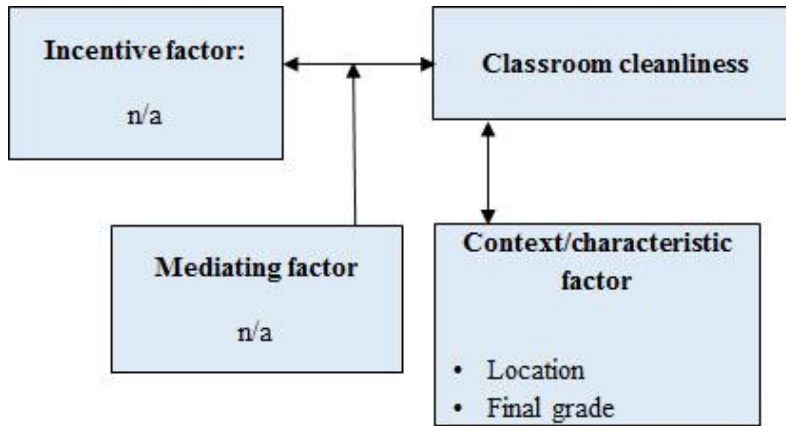 Incentive factor:
n/a
Classroom cleanliness
Mediating factor
n/a
Context/characteristic
factor
• Location
• Final grade